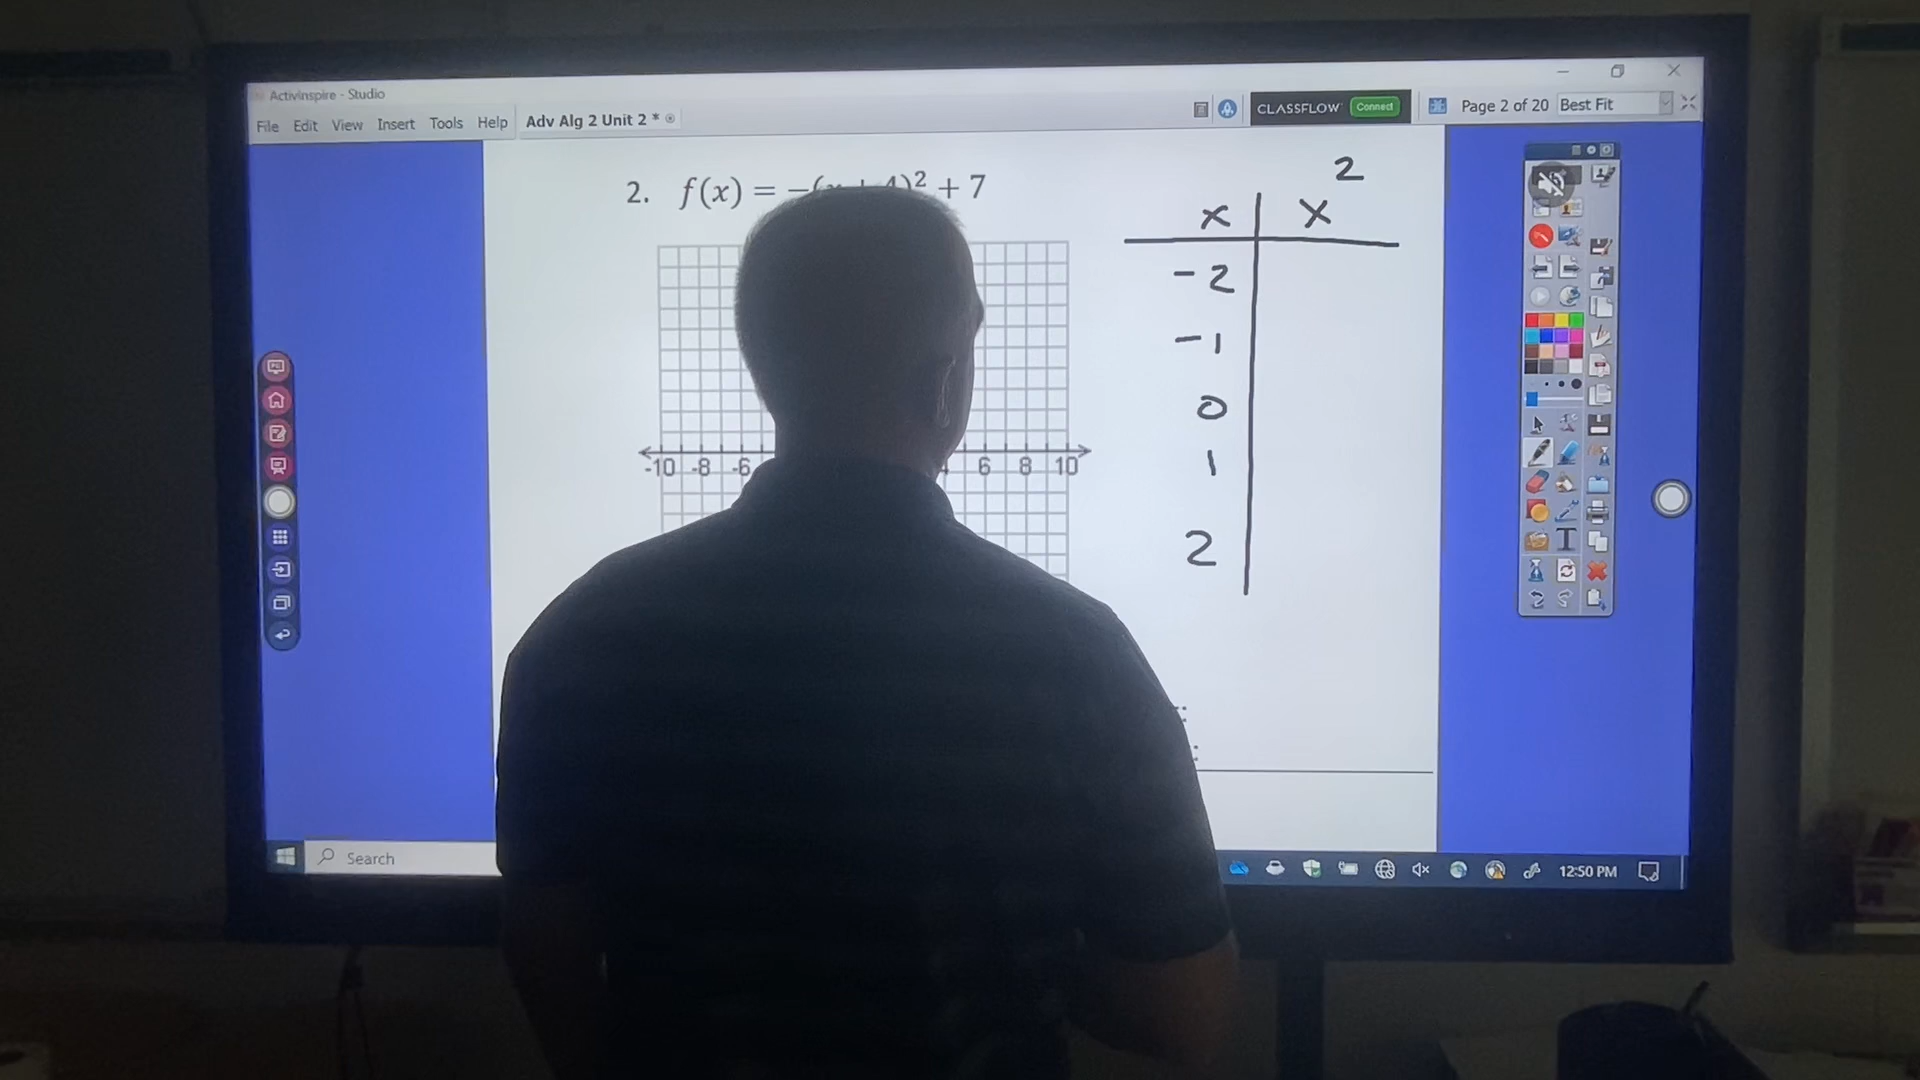 ActivInspire - Studio
File Edit View Insert Tools Help
Adv Alg 2 Unit 2 *
CLASSFLOW Connect
Page 2 of 20 Best Fit
2. f(x) = -( + 4)² + 7
x x²
-2
-1
0
1
2
-10 -8 -6 6 8 10
Search
12:50 PM